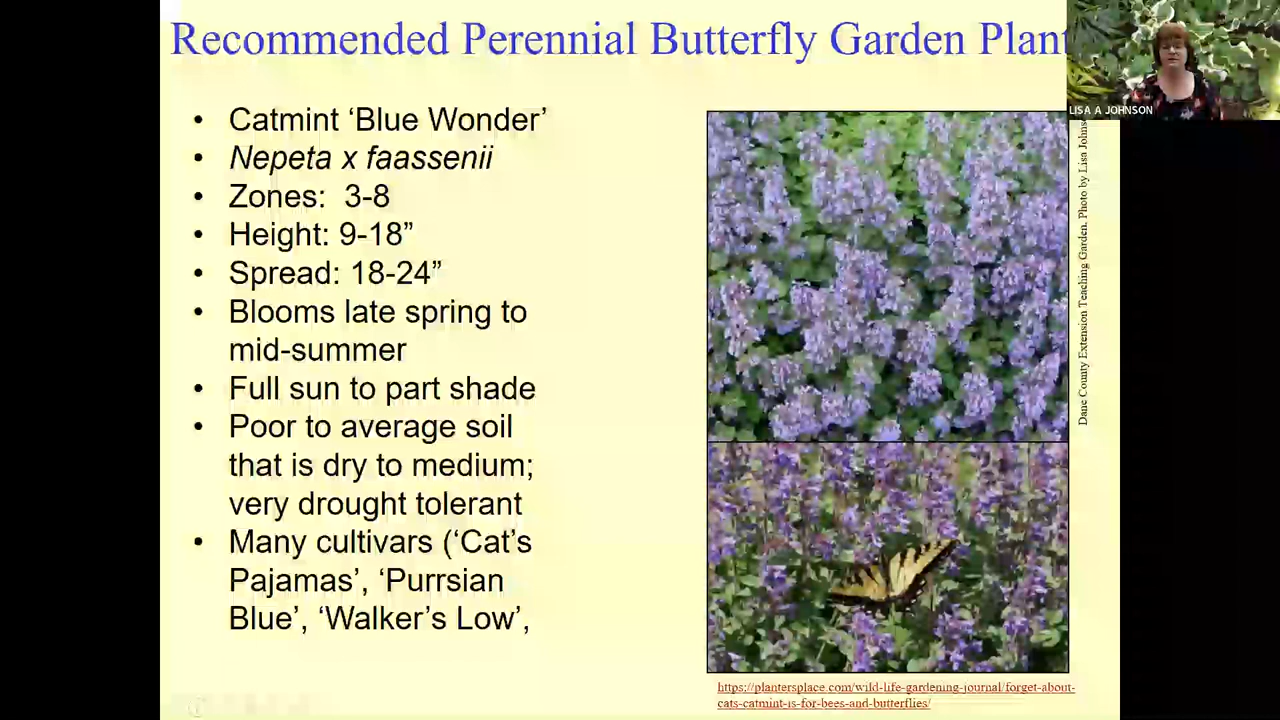 Recommended Perennial Butterfly Garden Plant
LISA A JOHNSON
• Catmint ‘Blue Wonder’
• Nepeta x faassenii
• Zones:  3-8
• Height: 9-18”
• Spread: 18-24”
• Blooms late spring to
mid-summer
• Full sun to part shade
• Poor to average soil
that is dry to medium;
very drought tolerant
• Many cultivars (‘Cat’s
Pajamas’, ‘Purrsian
Blue’, ‘Walker’s Low’,
Dane County Extension Teaching Garden. Photo by Lisa Johns
https://plantersplace.com/wild-life-gardening-journal/forget-about-
cats-catmint-is-for-bees-and-butterflies/